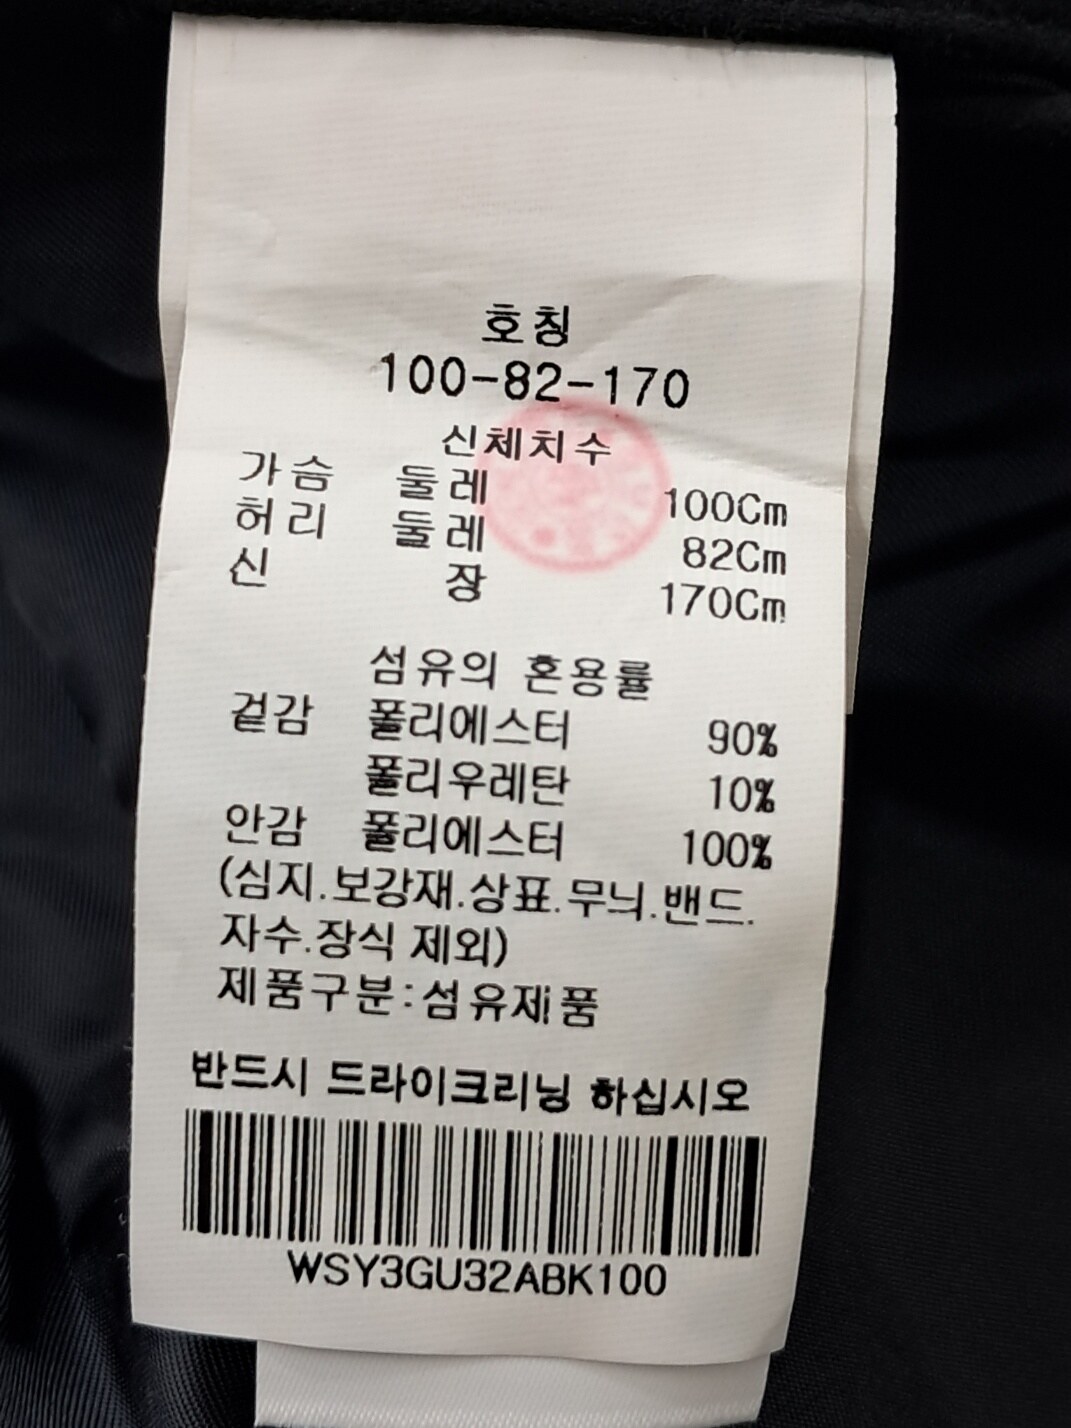 호칭
100-82-170
신체치수
가슴 둘레 100Cm
허리 둘레 82Cm
신 장 170Cm
섬유의 혼용률
겉감 폴리에스터 90%
폴리우레탄 10%
안감 폴리에스터 100%
(심지.보강재.상표.무늬.밴드.
자수.장식 제외)
제품구분:섬유제품
반드시 드라이크리닝 하십시오
WSY3GU32ABK100